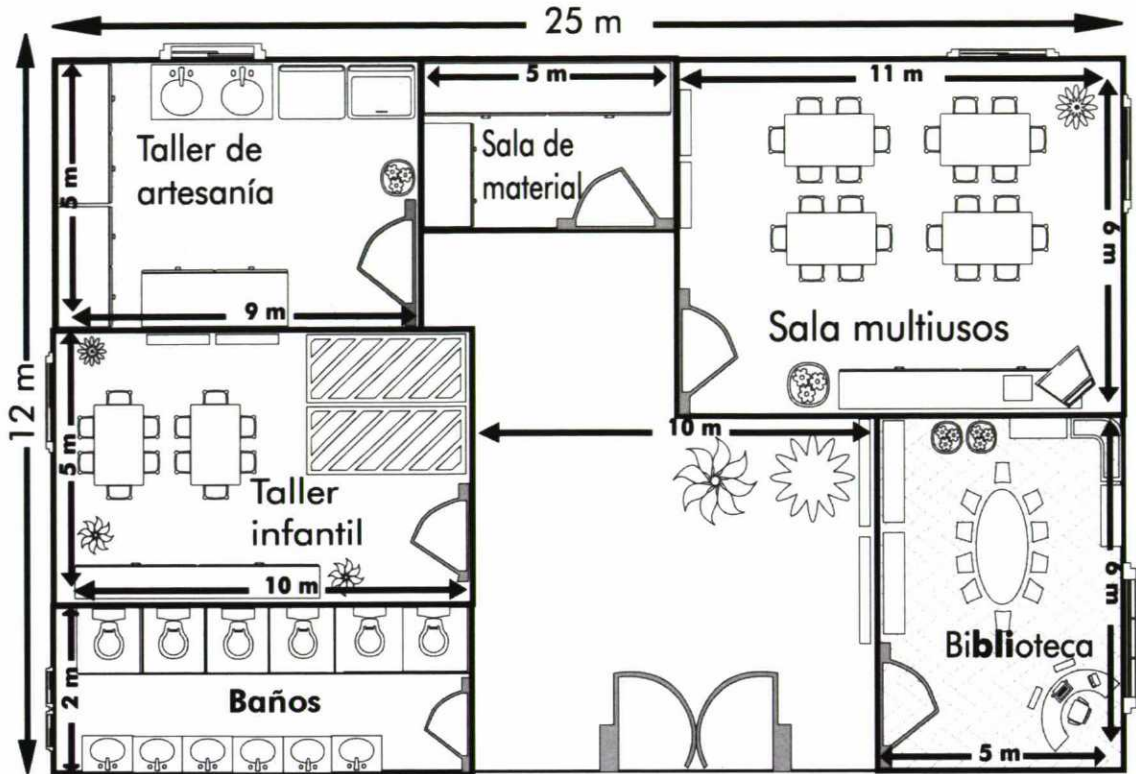 25 m
12 m
5 m
11 m
Taller de
artesanía
5 m
9 m
Sala de
material
6 m
Sala multiusos
10 m
5 m
Taller
infantil
10 m
6 m
Biblioteca
5 m
2 m
Baños